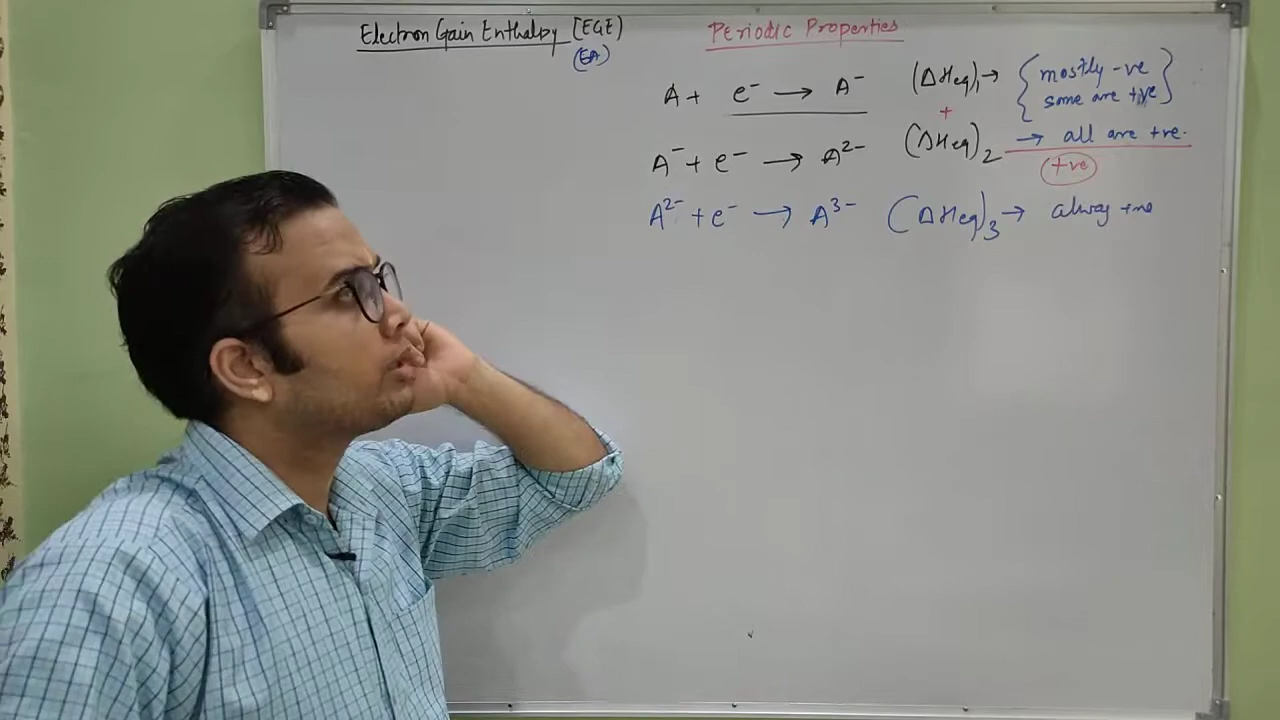 Electron Gain Enthalpy [EGE)
(EA)
Periodic Properties
A + e⁻ → A⁻ (ΔHeg)₁ → { mostly -ve
some are +ve }
+
A⁻ + e⁻ → A²⁻ (ΔHeg)₂ → all are +ve.
+ve
A²⁻ + e⁻ → A³⁻ (ΔHeg)₃ → alway +ve